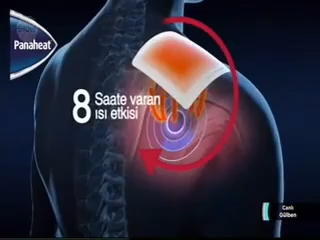 Panaheat
8 Saate varan
ısı etkisi
Canlı
Gülben